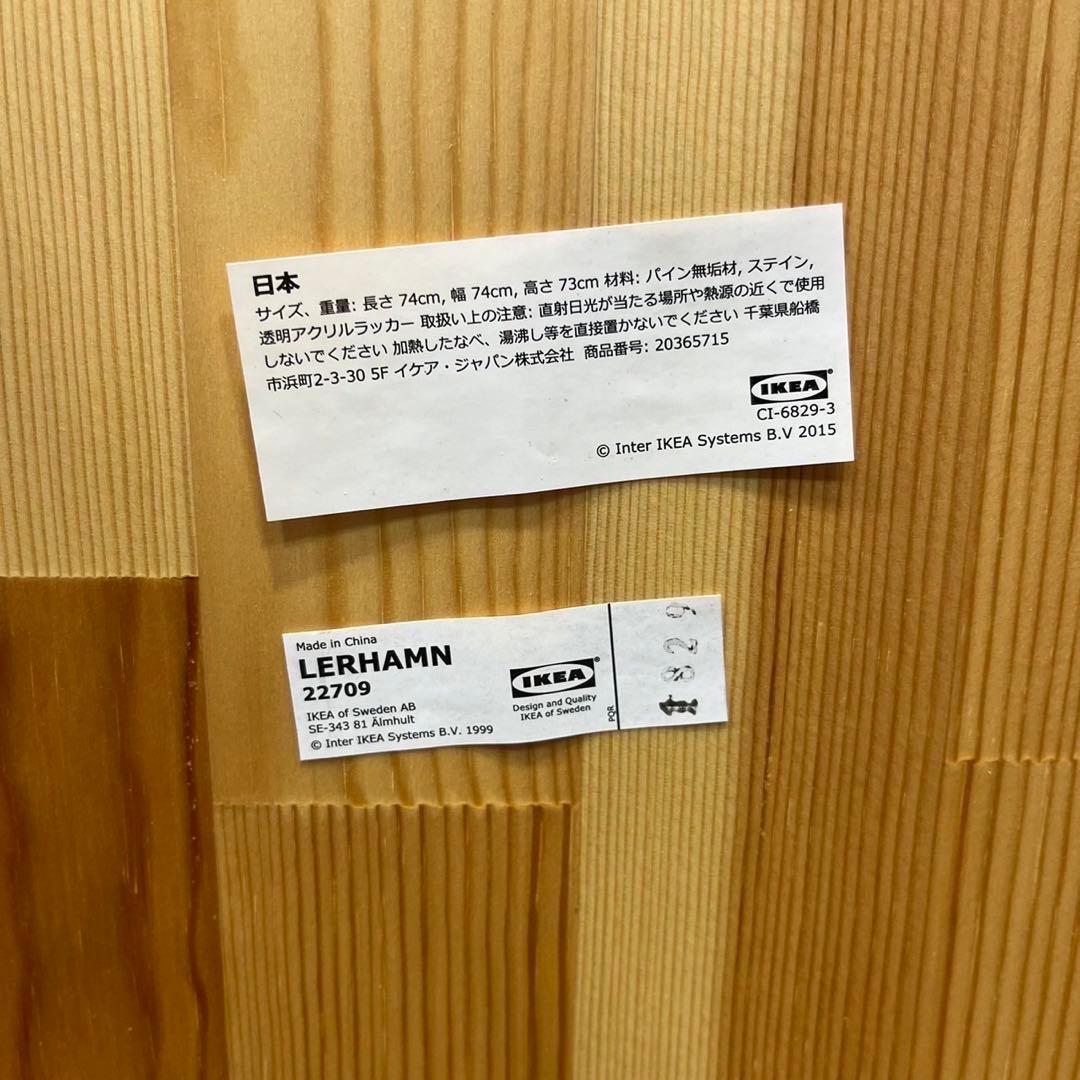 日本
サイズ、重量: 長さ 74cm, 幅 74cm, 高さ 73cm 材料: パイン無垢材, ステイン,
透明アクリルラッカー 取扱い上の注意: 直射日光が当たる場所や熱源の近くで使用
しないでください 加熱したなべ、湯沸し等を直接置かないでください 千葉県船橋
市浜町2-3-30 5F イケア・ジャパン株式会社 商品番号: 20365715
IKEA®
CI-6829-3
© Inter IKEA Systems B.V 2015
Made in China
LERHAMN
22709
IKEA of Sweden AB
SE-343 81 Älmhult
© Inter IKEA Systems B.V. 1999
IKEA®
Design and Quality
IKEA of Sweden
PQR
829